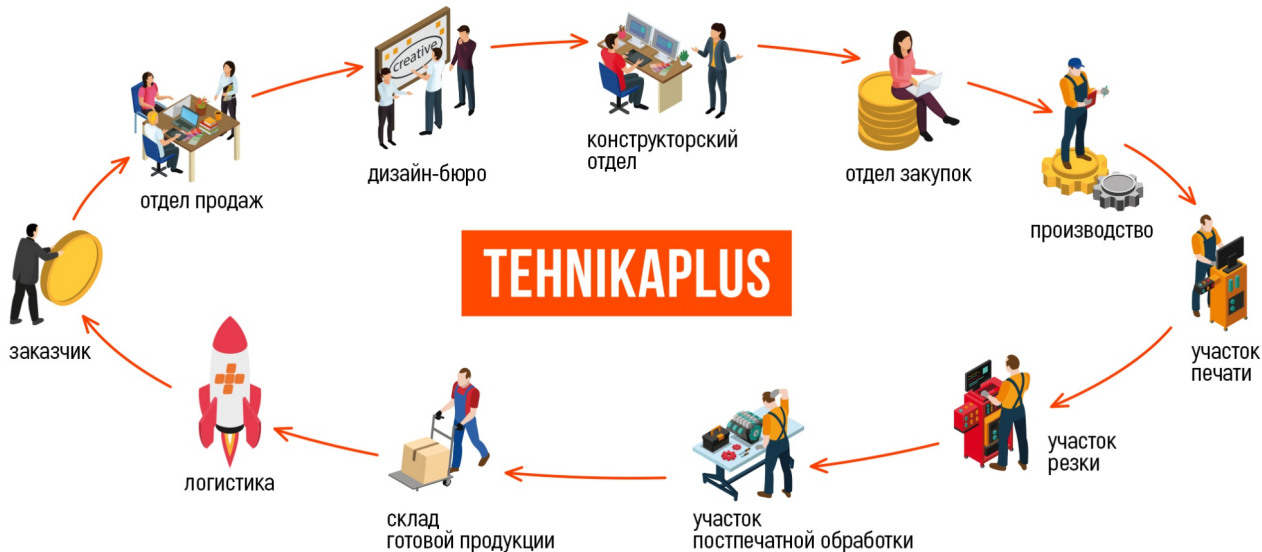 creative
отдел продаж
дизайн-бюро
конструкторский
отдел
отдел закупок
производство
TEHNIKAPLUS
заказчик
участок
печати
участок
резки
логистика
склад
готовой продукции
участок
постпечатной обработки